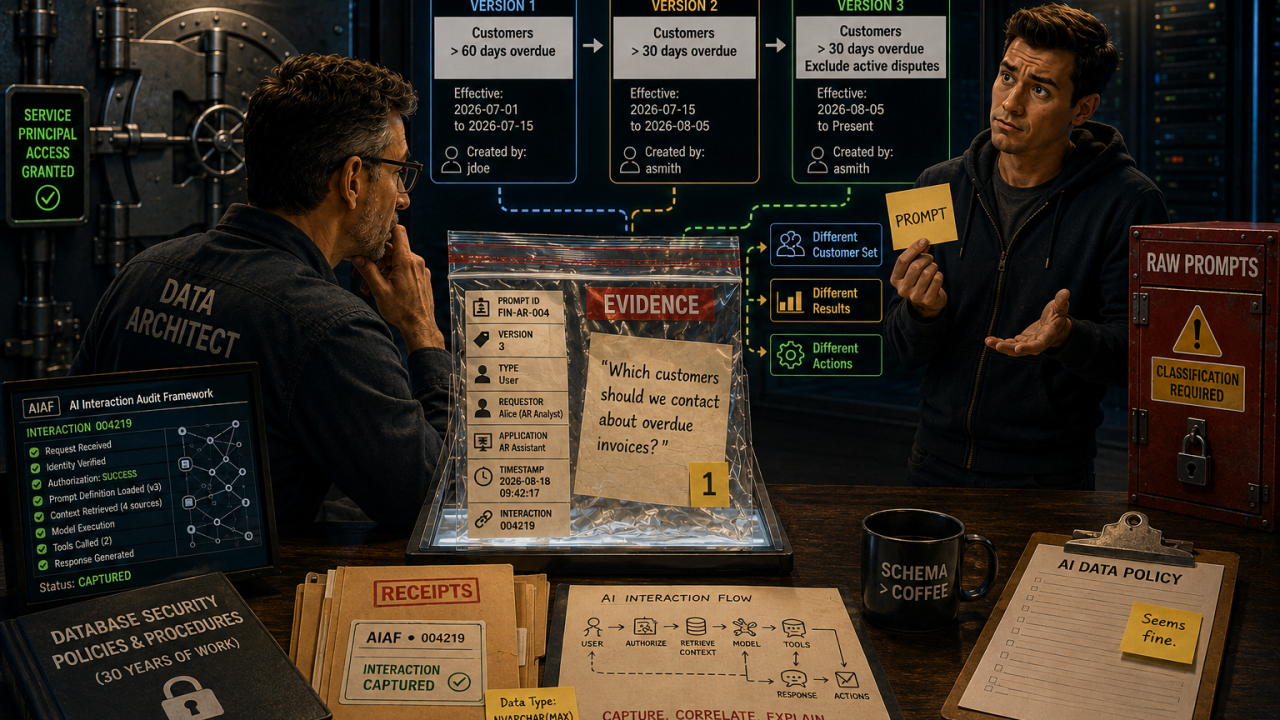 VERSION 1
Customers
> 60 days overdue
Effective:
2026-07-01
to 2026-07-15
Created by:
jdoe
VERSION 2
Customers
> 30 days overdue
Effective:
2026-07-15
to 2026-08-05
Created by:
asmith
VERSION 3
Customers
> 30 days overdue
Exclude active disputes
Effective:
2026-08-05
to Present
Created by:
asmith
SERVICE
PRINCIPAL
ACCESS
GRANTED
DATA
ARCHITECT
PROMPT
Different
Customer Set
Different
Results
Different
Actions
RAW PROMPTS
CLASSIFICATION
REQUIRED
PROMPT ID
FIN-AR-004
VERSION
3
TYPE
User
REQUESTOR
Alice (AR Analyst)
APPLICATION
AR Assistant
TIMESTAMP
2026-08-18
09:42:17
INTERACTION
004219
EVIDENCE
"Which customers
should we contact
about overdue
invoices?"
1
AIAF AI Interaction Audit Framework
INTERACTION 004219
Request Received
Identity Verified
Authorization: SUCCESS
Prompt Definition Loaded (v3)
Context Retrieved (4 sources)
Model Execution
Tools Called (2)
Response Generated
Status: CAPTURED
DATABASE SECURITY
POLICIES & PROCEDURES
(30 YEARS OF WORK)
RECEIPTS
AIAF • 004219
INTERACTION
CAPTURED
Data Type:
NVARCHAR(MAX)
AI INTERACTION FLOW
USER
AUTHORIZE
RETRIEVE
CONTEXT
MODEL
TOOLS
RESPONSE
ACTIONS
CAPTURE. CORRELATE. EXPLAIN
SCHEMA
> COFFEE
AI DATA POLICY
Seems
fine.